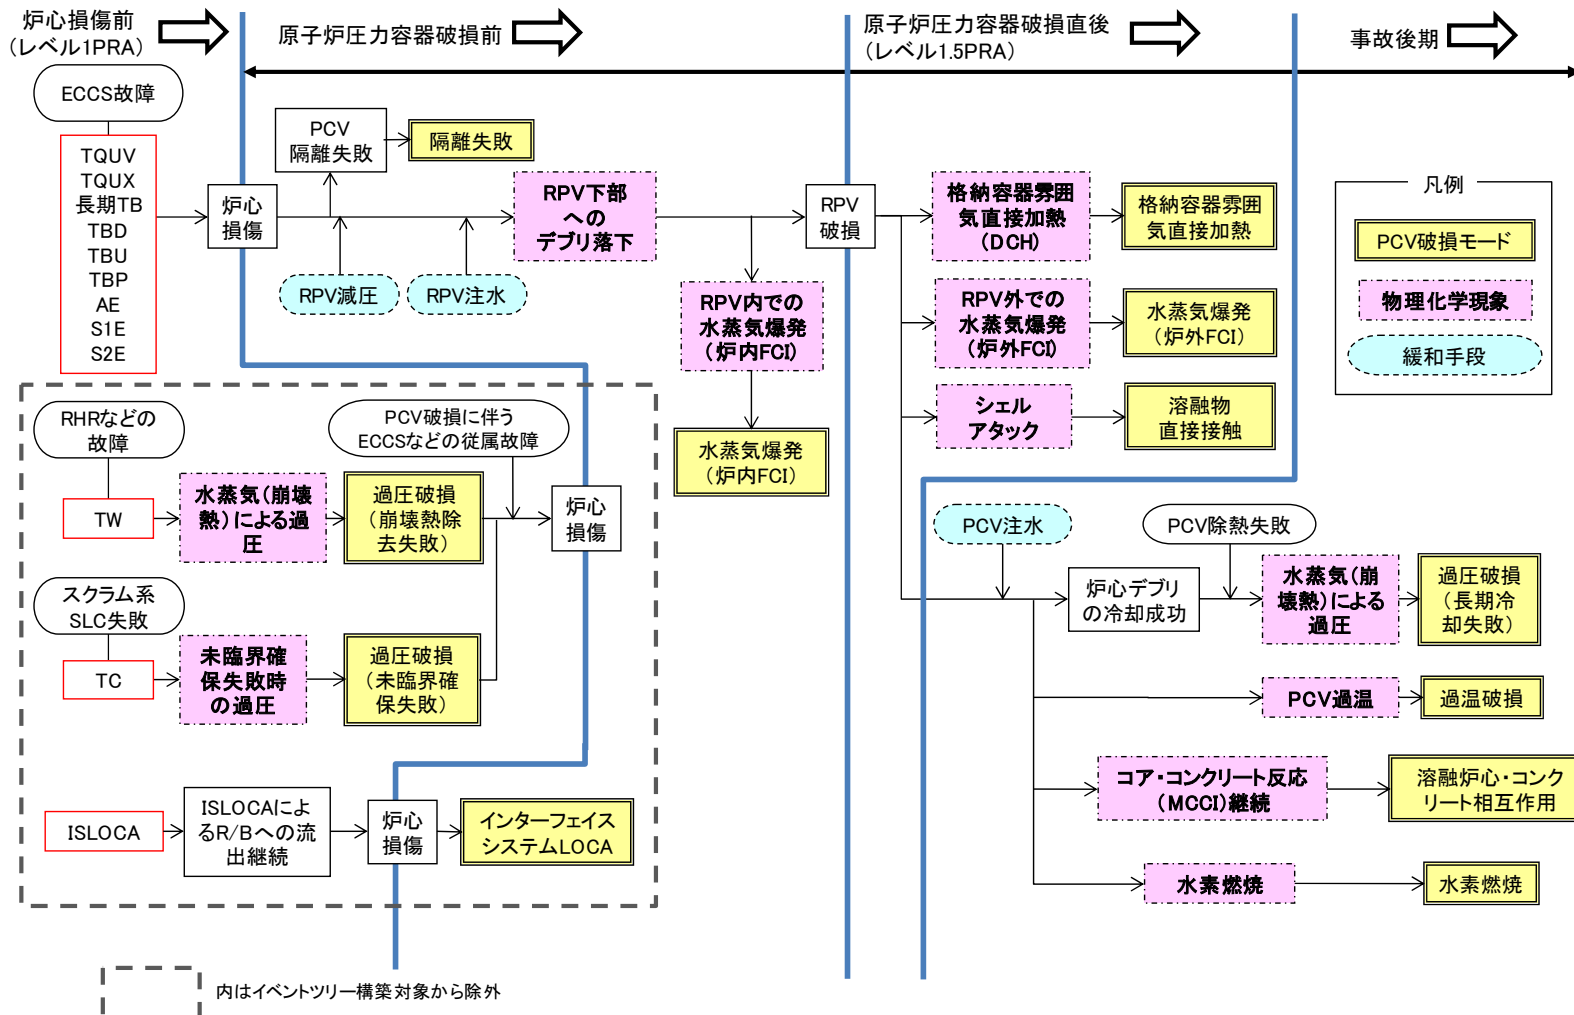 炉心損傷前
(レベル1PRA)
原子炉圧力容器破損前
原子炉圧力容器破損直後
(レベル1.5PRA)
事故後期
ECCS故障
TQUV
TQUX
長期TB
TBD
TBU
TBP
AE
S1E
S2E
炉心
損傷
PCV
隔離失敗
隔離失敗
RPV減圧
RPV注水
RPV下部
への
デブリ落下
RPV内での
水蒸気爆発
(炉内FCI)
水蒸気爆発
(炉内FCI)
RPV
破損
格納容器雰囲
気直接加熱
(DCH)
格納容器雰囲
気直接加熱
RPV外での
水蒸気爆発
(炉外FCI)
水蒸気爆発
(炉外FCI)
シェル
アタック
溶融物
直接接触
凡例
PCV破損モード
物理化学現象
緩和手段
RHRなどの
故障
TW
水蒸気(崩壊
熱)による過
圧
過圧破損
(崩壊熱除
去失敗)
PCV破損に伴う
ECCSなどの従属故障
炉心
損傷
スクラム系
SLC失敗
TC
未臨界確
保失敗時
の過圧
過圧破損
(未臨界確
保失敗)
ISLOCA
ISLOCAによ
るR/Bへの流
出継続
炉心
損傷
インターフェイス
システムLOCA
PCV注水
PCV除熱失敗
炉心デブリ
の冷却成功
水蒸気(崩
壊熱)による
過圧
過圧破損
(長期冷
却失敗)
PCV過温
過温破損
コア・コンクリート反応
(MCCI)継続
溶融炉心・コンク
リート相互作用
水素燃焼
水素燃焼
内はイベントツリー構築対象から除外